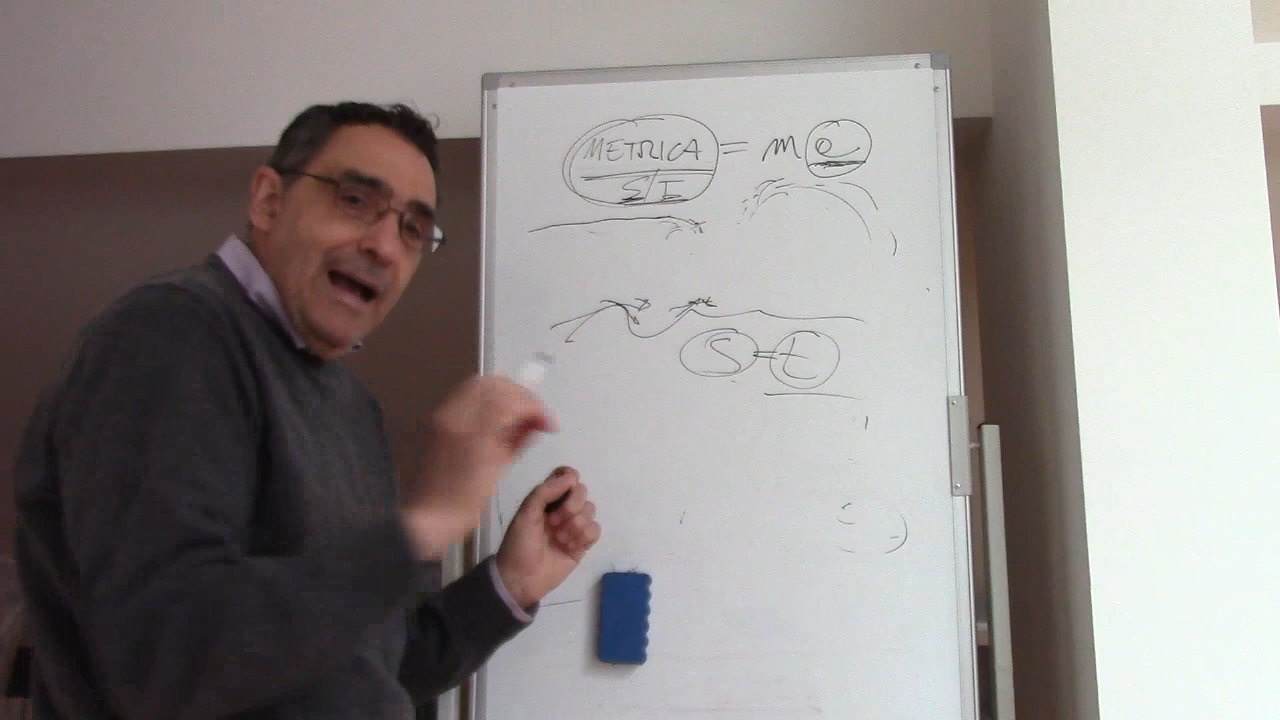 METRICA = m e
S/I
S = t